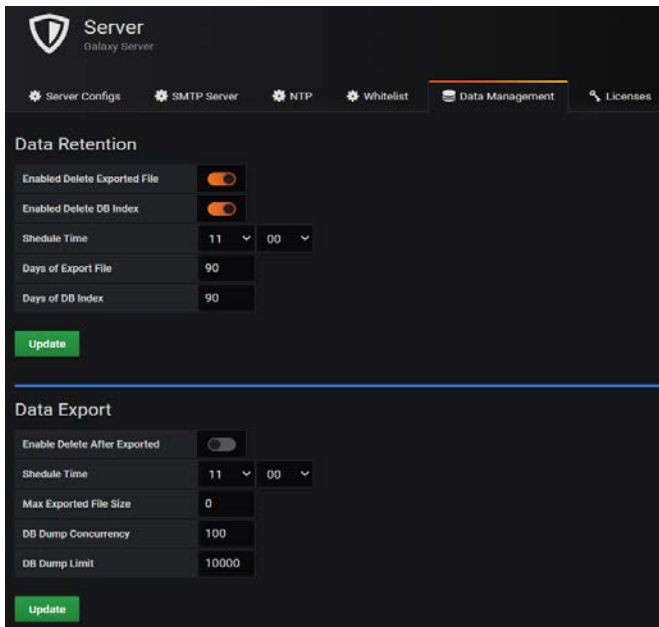 Server
Galaxy Server
Server Configs SMTP Server NTP Whitelist Data Management Licenses
Data Retention
Enabled Delete Exported File
Enabled Delete DB Index
Shedule Time 11 00
Days of Export File 90
Days of DB Index 90
Update
Data Export
Enable Delete After Exported
Shedule Time 11 00
Max Exported File Size 0
DB Dump Concurrency 100
DB Dump Limit 10000
Update